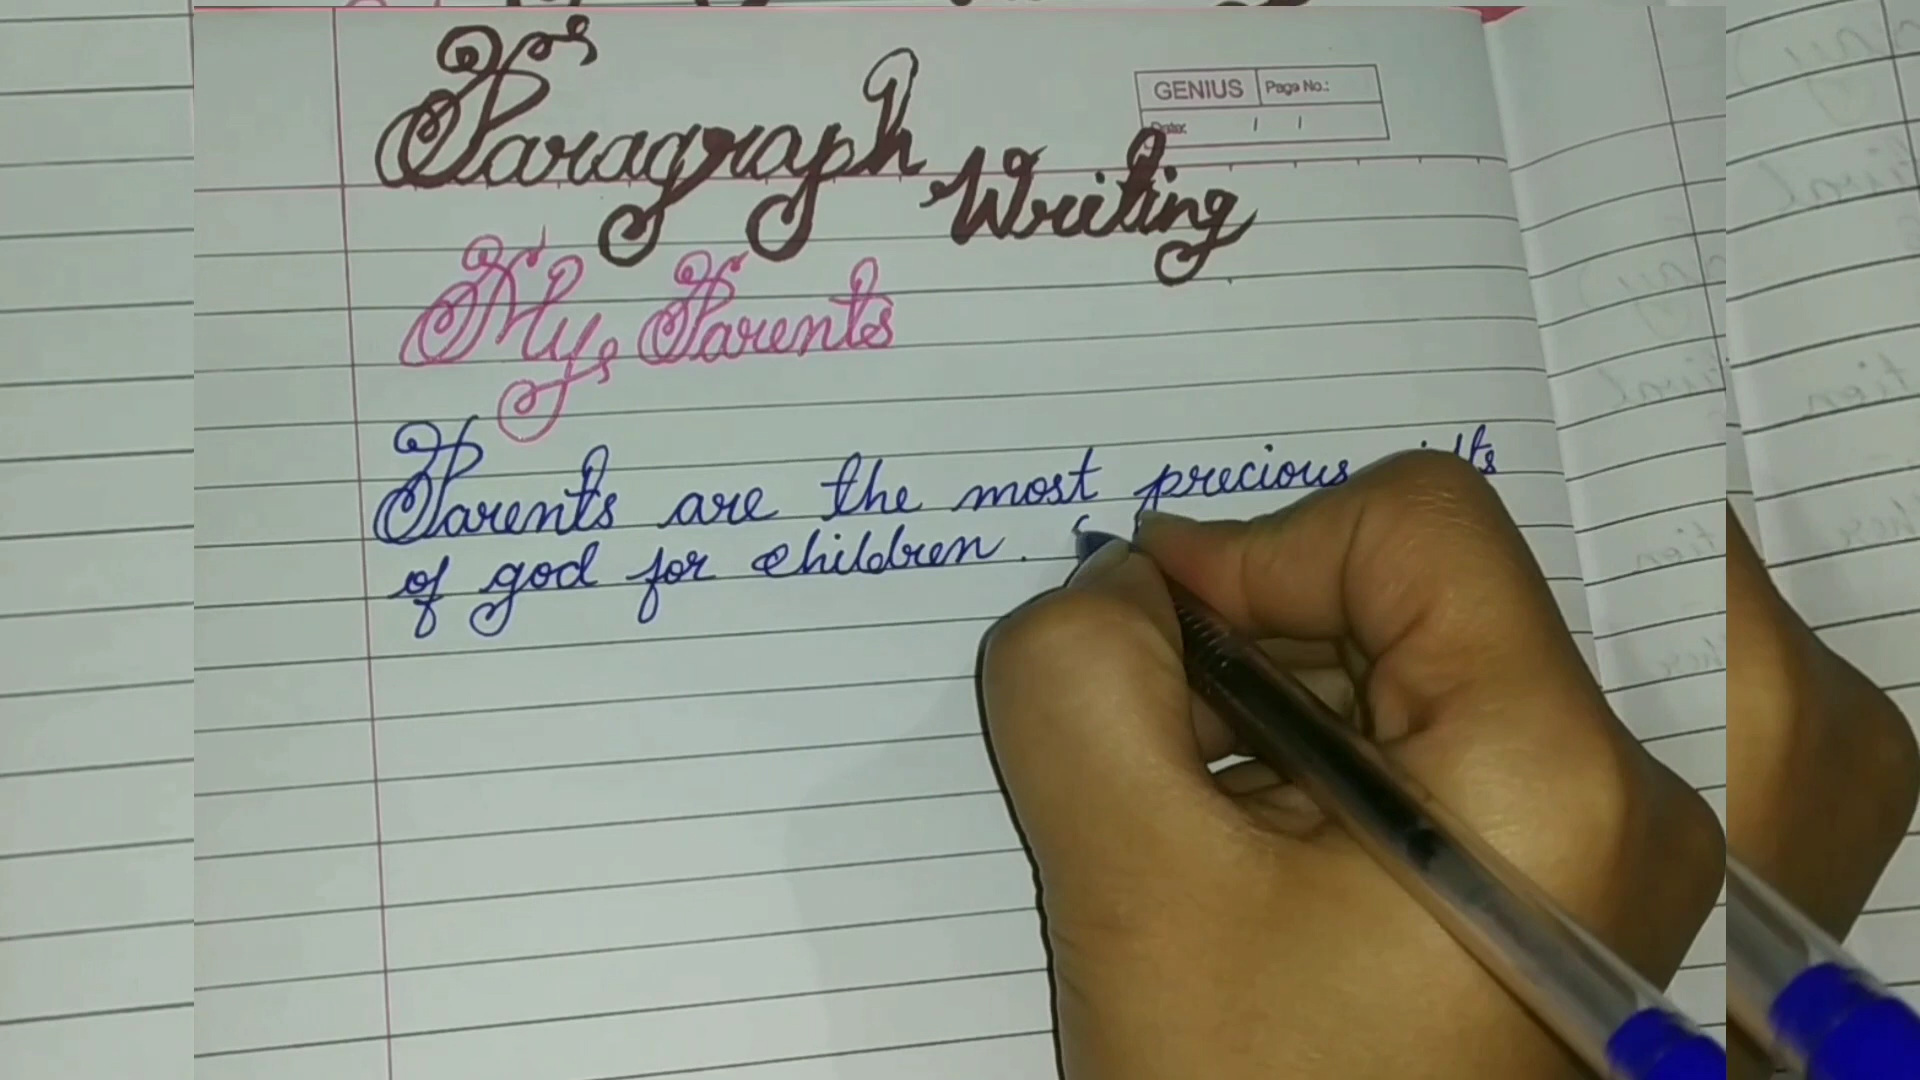 GENIUS Page No.:
Date:
Paragraph Writing
My Parents
Parents are the most precious
of god for children.